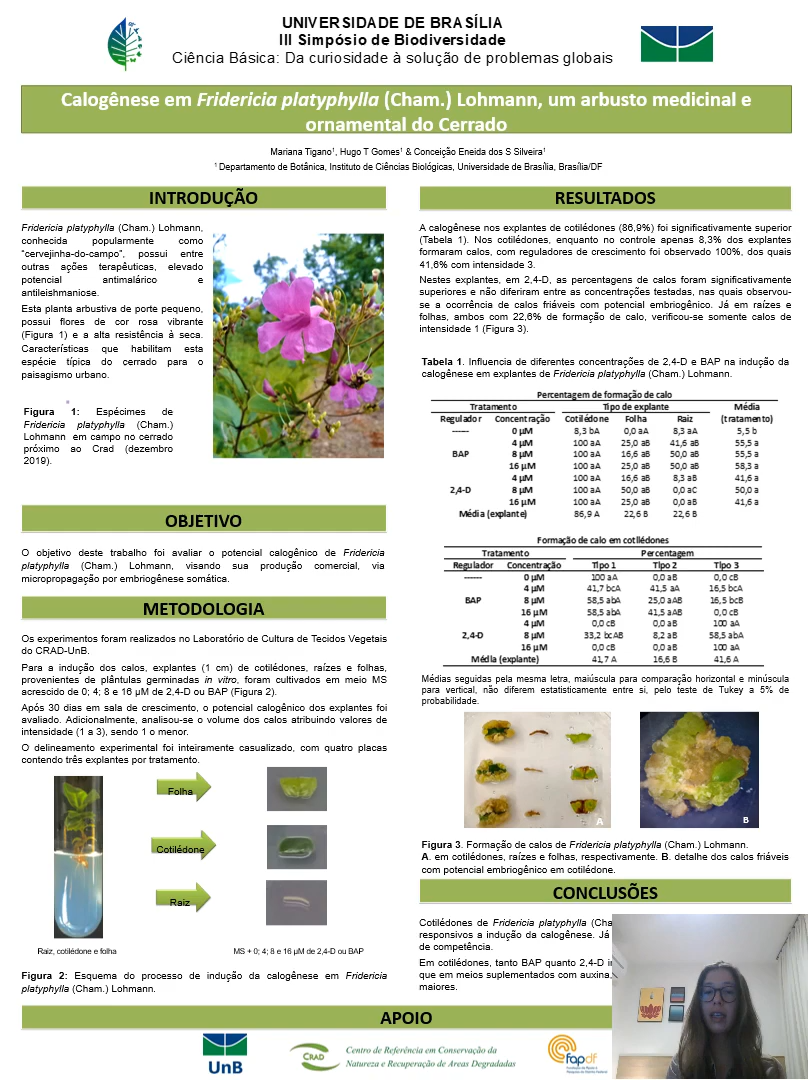 UNIVERSIDADE DE BRASÍLIA
III Simpósio de Biodiversidade
Ciência Básica: Da curiosidade à solução de problemas globais
Calogênese em Fridericia platyphylla (Cham.) Lohmann, um arbusto medicinal e
ornamental do Cerrado
Mariana Tigano¹, Hugo T Gomes¹ & Conceição Eneida dos S Silveira¹
¹ Departamento de Botânica, Instituto de Ciências Biológicas, Universidade de Brasília, Brasília/DF
INTRODUÇÃO
Fridericia platyphylla (Cham.) Lohmann,
conhecida popularmente como
“cervejinha-do-campo”, possui entre
outras ações terapêuticas, elevado
potencial antimalárico e
antileishmaniose.
Esta planta arbustiva de porte pequeno,
possui flores de cor rosa vibrante
(Figura 1) e a alta resistência à seca.
Características que habilitam esta
espécie típica do cerrado para o
paisagismo urbano.
Figura 1: Espécimes de
Fridericia platyphylla (Cham.)
Lohmann em campo no cerrado
próximo ao Crad (dezembro
2019).
OBJETIVO
O objetivo deste trabalho foi avaliar o potencial calogênico de Fridericia
platyphylla (Cham.) Lohmann, visando sua produção comercial, via
micropropagação por embriogênese somática.
METODOLOGIA
Os experimentos foram realizados no Laboratório de Cultura de Tecidos Vegetais
do CRAD-UnB.
Para a indução dos calos, explantes (1 cm) de cotilédones, raízes e folhas,
provenientes de plântulas germinadas in vitro, foram cultivados em meio MS
acrescido de 0; 4; 8 e 16 µM de 2,4-D ou BAP (Figura 2).
Após 30 dias em sala de crescimento, o potencial calogênico dos explantes foi
avaliado. Adicionalmente, analisou-se o volume dos calos atribuindo valores de
intensidade (1 a 3), sendo 1 o menor.
O delineamento experimental foi inteiramente casualizado, com quatro placas
contendo três explantes por tratamento.
Folha
Cotilédone
Raiz
Raiz, cotilédone e folha
MS + 0; 4; 8 e 16 µM de 2,4-D ou BAP
Figura 2: Esquema do processo de indução da calogênese em Fridericia
platyphylla (Cham.) Lohmann.
RESULTADOS
A calogênese nos explantes de cotilédones (86,9%) foi significativamente superior
(Tabela 1). Nos cotilédones, enquanto no controle apenas 8,3% dos explantes
formaram calos, com reguladores de crescimento foi observado 100%, dos quais
41,6% com intensidade 3.
Nestes explantes, em 2,4-D, as percentagens de calos foram significativamente
superiores e não diferiram entre as concentrações testadas, nas quais observou-
se a ocorrência de calos friáveis com potencial embriogênico. Já em raízes e
folhas, ambos com 22,6% de formação de calo, verificou-se somente calos de
intensidade 1 (Figura 3).
Tabela 1. Influencia de diferentes concentrações de 2,4-D e BAP na indução da
calogênese em explantes de Fridericia platyphylla (Cham.) Lohmann.
Percentagem de formação de calo
Tratamento Tipo de explante Média
Regulador Concentração Cotilédone Folha Raiz (tratamento)
------ 0 µM 8,3 bA 0,0 aA 8,3 aA 5,5 b
4 µM 100 aA 25,0 aB 41,6 aB 55,5 a
BAP 8 µM 100 aA 16,6 aB 50,0 aB 55,5 a
16 µM 100 aA 25,0 aB 50,0 aB 58,3 a
4 µM 100 aA 16,6 aB 8,3 aB 41,6 a
2,4-D 8 µM 100 aA 50,0 aB 0,0 aC 50,0 a
16 µM 100 aA 25,0 aB 0,0 aB 41,6 a
Média (explante) 86,9 A 22,6 B 22,6 B
Formação de calo em cotilédones
Tratamento Percentagem
Regulador Concentração Tipo 1 Tipo 2 Tipo 3
------ 0 µM 100 aA 0,0 aB 0,0 cB
4 µM 41,7 bcA 41,5 aA 16,5 bcA
BAP 8 µM 58,5 abA 25,0 aAB 16,5 bcB
16 µM 58,5 abA 41,5 aAB 0,0 cB
4 µM 0,0 cB 0,0 aB 100 aA
2,4-D 8 µM 33,2 bcAB 8,2 aB 58,5 abA
16 µM 0,0 cB 0,0 aB 100 aA
Média (explante) 41,7 A 16,6 B 41,6 A
Médias seguidas pela mesma letra, maiúscula para comparação horizontal e minúscula
para vertical, não diferem estatisticamente entre si, pelo teste de Tukey a 5% de
probabilidade.
A
B
Figura 3. Formação de calos de Fridericia platyphylla (Cham.) Lohmann.
A. em cotilédones, raízes e folhas, respectivamente. B. detalhe dos calos friáveis
com potencial embriogênico em cotilédone.
CONCLUSÕES
Cotilédones de Fridericia platyphylla (Cha
responsivos a indução da calogênese. Já
de competência.
Em cotilédones, tanto BAP quanto 2,4-D
que em meios suplementados com auxina,
maiores.
APOIO
UnB
CRAD
Centro de Referência em Conservação da
Natureza e Recuperação de Areas Degradadas
fapdf